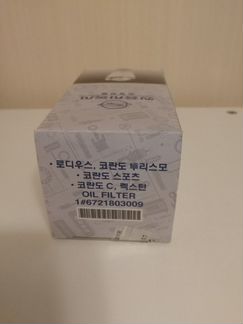 · 로디우스, 코란도 투리스모
· 코란도 스포츠
· 코란도 C, 렉스턴
OIL FILTER
1#6721803009